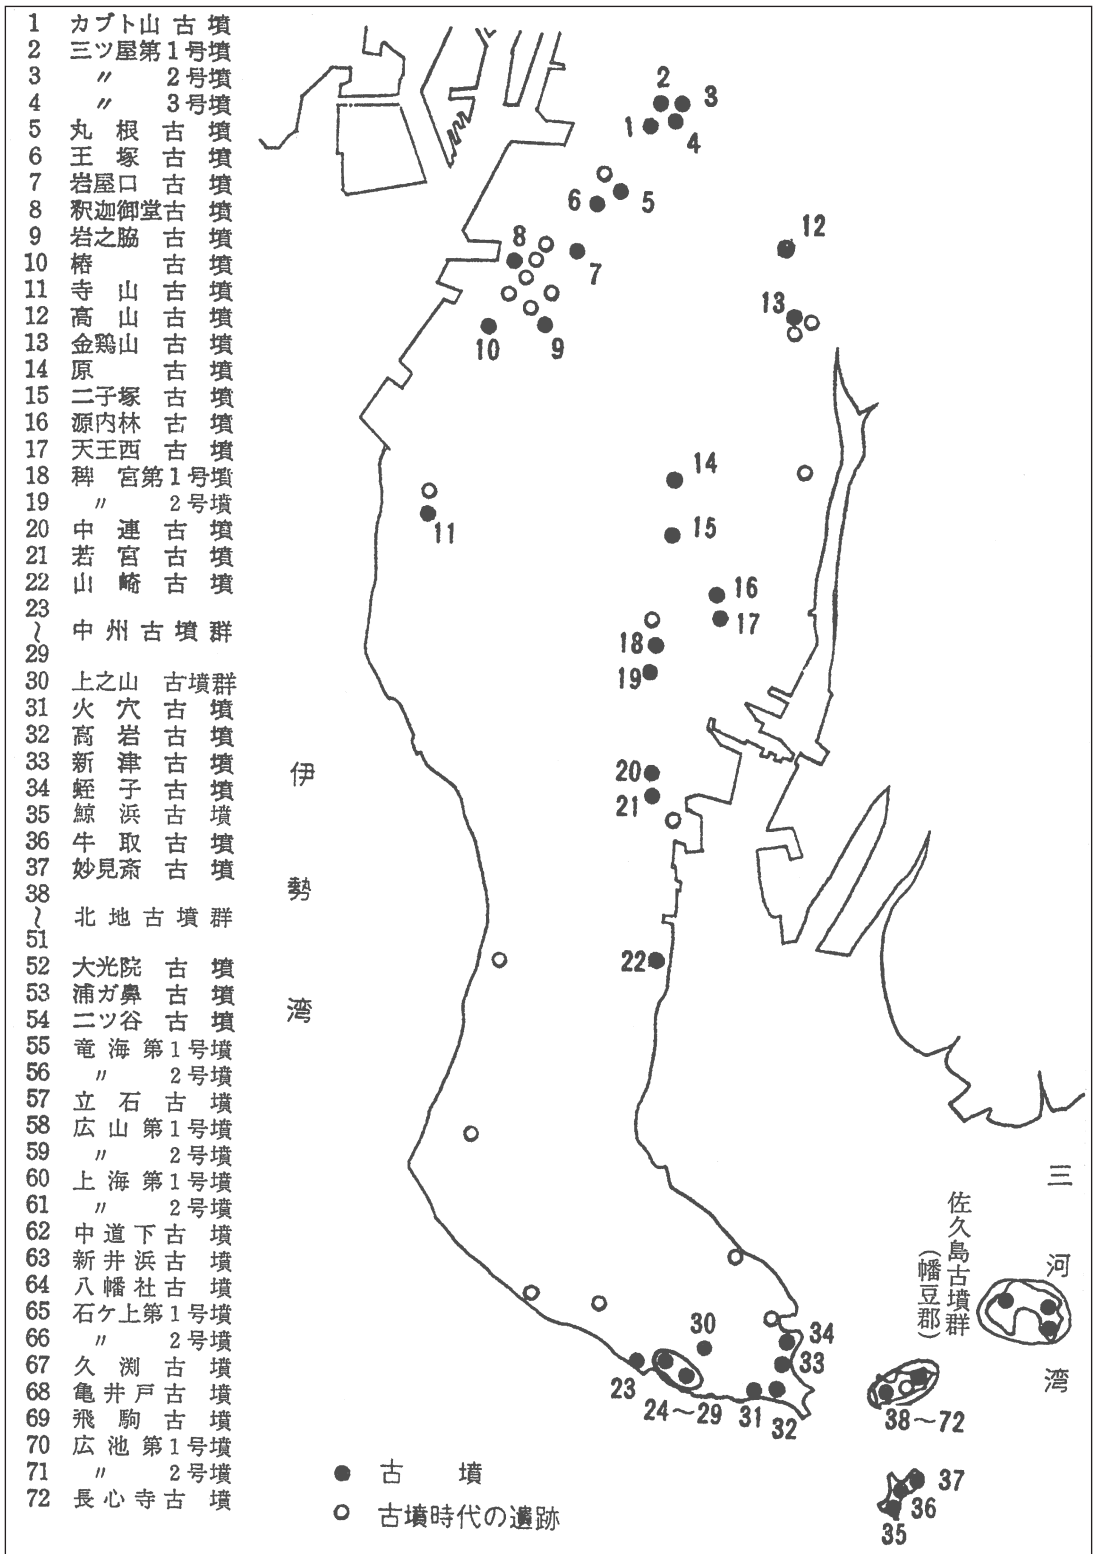 1 カブト山古墳
2 三ツ屋第1号墳
3 〃 2号墳
4 〃 3号墳
5 丸根古墳
6 王塚古墳
7 岩屋口古墳
8 釈迦御堂古墳
9 岩之脇古墳
10 椿古墳
11 寺山古墳
12 高山古墳
13 金鶏山古墳
14 原古墳
15 二子塚古墳
16 源内林古墳
17 天王西古墳
18 稗宮第1号墳
19 〃 2号墳
20 中連古墳
21 若宮古墳
22 山崎古墳
23
〜 中州古墳群
29
30 上之山古墳群
31 火穴古墳
32 高岩古墳
33 新津古墳
34 蛭子古墳
35 鯨浜古墳
36 牛取古墳
37 妙見斎古墳
38
〜 北地古墳群
51
52 大光院古墳
53 浦ガ鼻古墳
54 二ツ谷古墳
55 竜海第1号墳
56 〃 2号墳
57 立石古墳
58 広山第1号墳
59 〃 2号墳
60 上海第1号墳
61 〃 2号墳
62 中道下古墳
63 新井浜古墳
64 八幡社古墳
65 石ケ上第1号墳
66 〃 2号墳
67 久渕古墳
68 亀井戸古墳
69 飛駒古墳
70 広池第1号墳
71 〃 2号墳
72 長心寺古墳
2
3
1
4
5
6
8
7
12
13
10
9
14
11
15
16
17
18
19
20
21
22
伊勢湾
三河湾
佐久島古墳群
（幡豆郡）
30
34
33
23
24〜29
31
32
38〜72
37
36
35
● 古墳
○ 古墳時代の遺跡